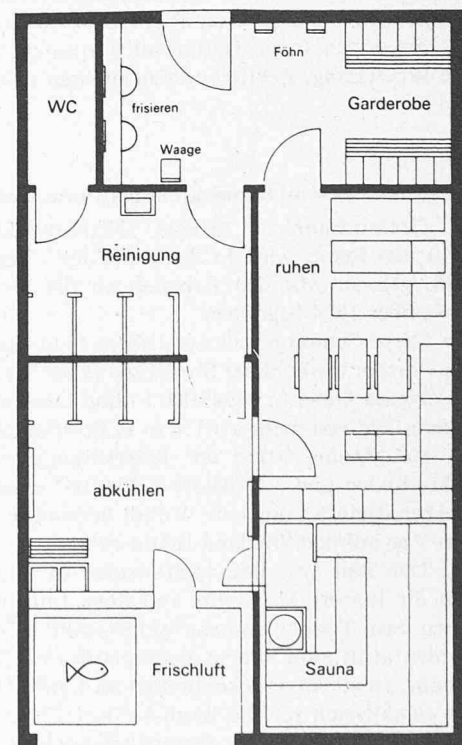 Föhn
WC
frisieren
Garderobe
Waage
Reinigung
ruhen
abkühlen
Frischluft
Sauna